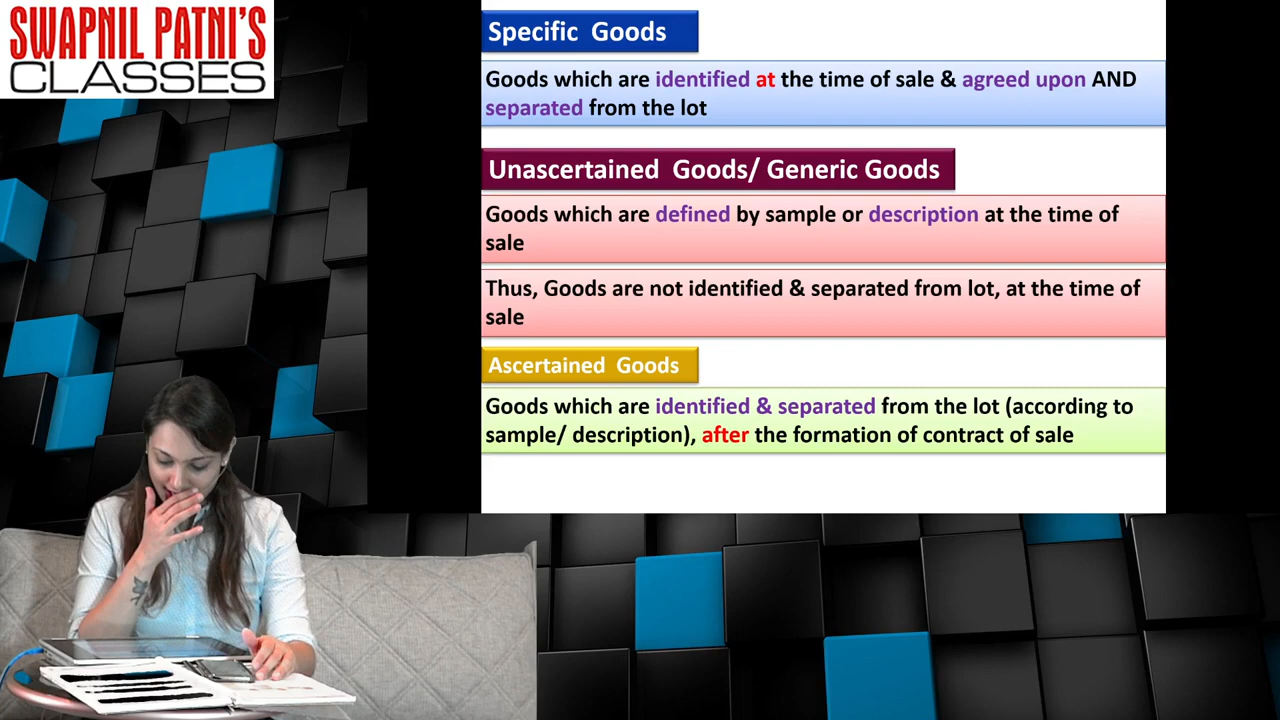 SWAPNIL PATNI'S
CLASSES
Specific Goods
Goods which are identified at the time of sale & agreed upon AND
separated from the lot
Unascertained Goods/ Generic Goods
Goods which are defined by sample or description at the time of
sale
Thus, Goods are not identified & separated from lot, at the time of
sale
Ascertained Goods
Goods which are identified & separated from the lot (according to
sample/ description), after the formation of contract of sale